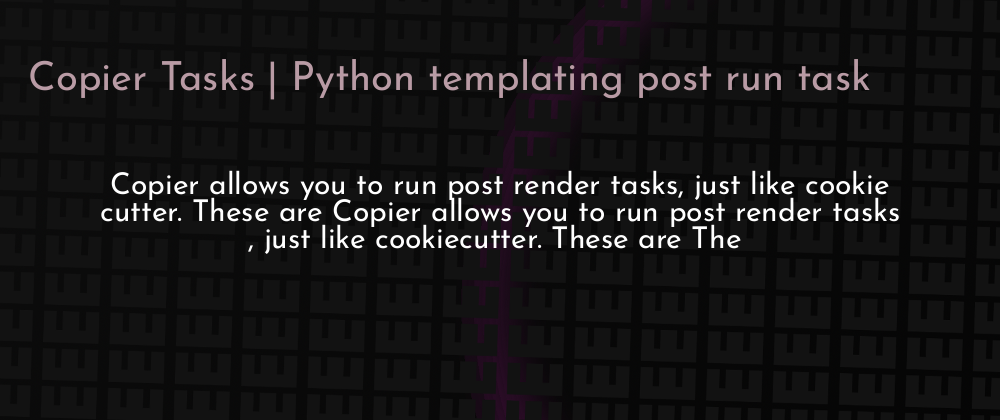 Copier Tasks | Python templating post run task
Copier allows you to run post render tasks, just like cookie
cutter. These are Copier allows you to run post render tasks
, just like cookiecutter. These are The